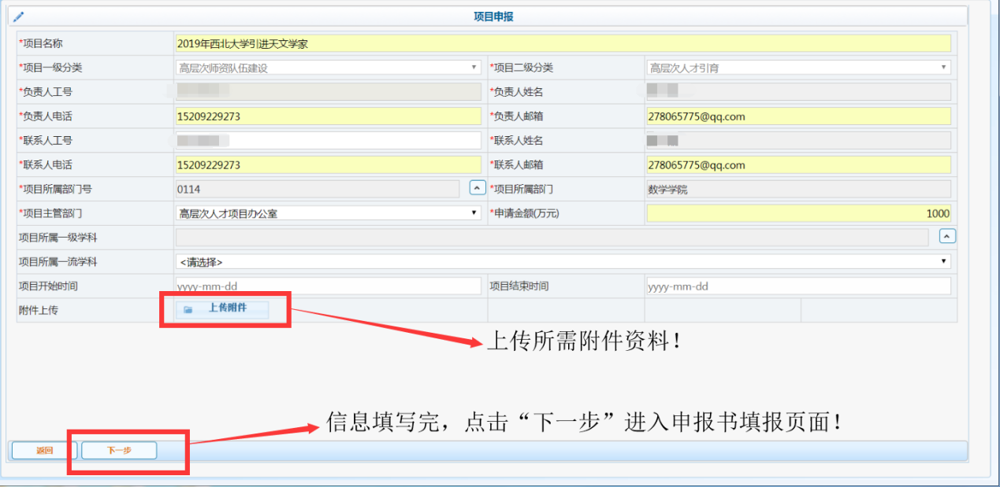 项目申报
*项目名称 2019年西北大学引进天文学家
*项目一级分类 高层次师资队伍建设 *项目二级分类 高层次人才引育
*负责人工号 *负责人姓名
*负责人电话 15209229273 *负责人邮箱 278065775@qq.com
*联系人工号 *联系人姓名
*联系人电话 15209229273 *联系人邮箱 278065775@qq.com
*项目所属部门号 0114 *项目所属部门 数学学院
*项目主管部门 高层次人才项目办公室 *申请金额(万元) 1000
项目所属一级学科
项目所属一流学科 <请选择>
项目开始时间 yyyy-mm-dd 项目结束时间 yyyy-mm-dd
附件上传 上传附件
上传所需附件资料！
信息填写完，点击“下一步”进入申报书填报页面！
返回 下一步